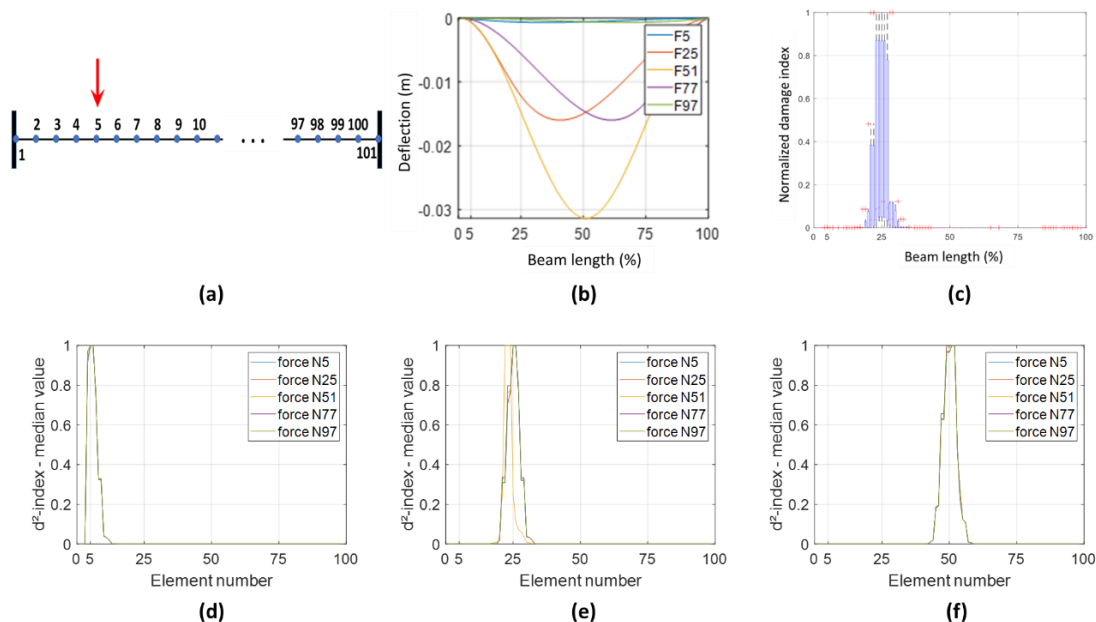 2 3 4 5 6 7 8 9 10 97 98 99 100
1 ... 101
(a)
0
-0.01
-0.02
-0.03
Deflection (m)
F5
F25
F51
F77
F97
0 5 25 50 75 100
Beam length (%)
(b)
1
0.8
0.6
0.4
0.2
0
Normalized damage index
0 5 25 50 75 100
Beam length (%)
(c)
1
0.8
0.6
0.4
0.2
0
d²-index - median value
force N5
force N25
force N51
force N77
force N97
0 5 25 50 75 100
Element number
(d)
1
0.8
0.6
0.4
0.2
0
d²-index - median value
force N5
force N25
force N51
force N77
force N97
0 5 25 50 75 100
Element number
(e)
1
0.8
0.6
0.4
0.2
0
d²-index - median value
force N5
force N25
force N51
force N77
force N97
0 5 25 50 75 100
Element number
(f)